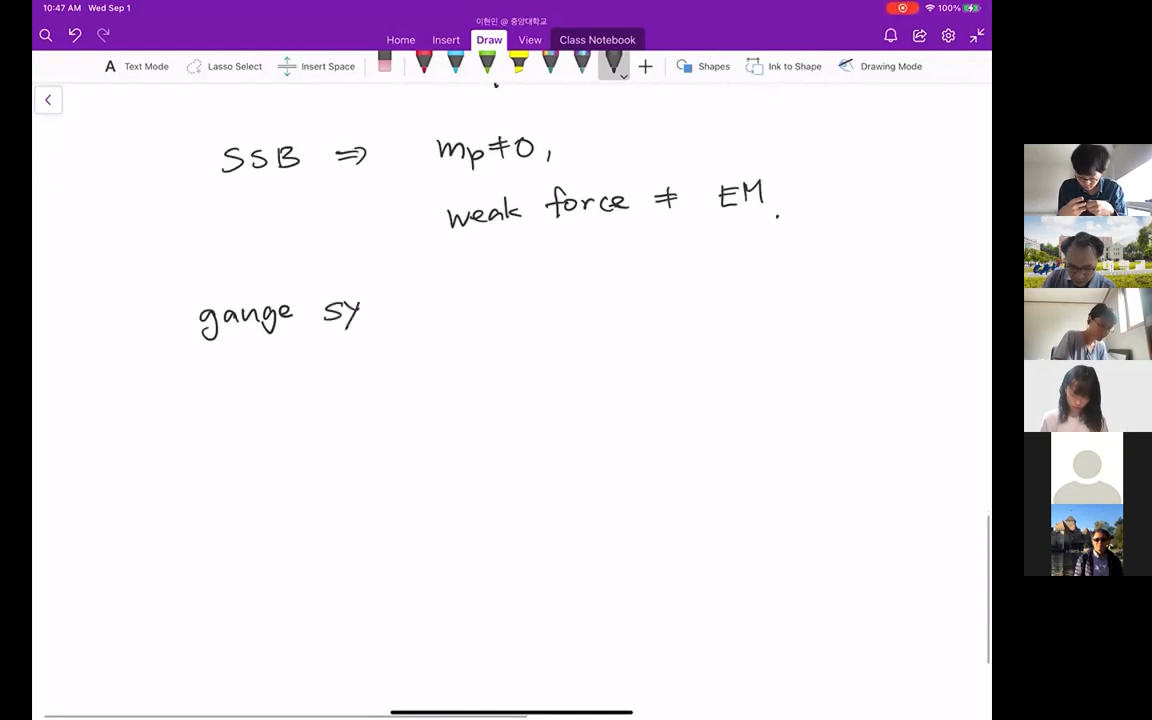 10:47 AM Wed Sep 1
100%
이현민 @ 중앙대학교
Home Insert Draw View Class Notebook
A Text Mode Lasso Select Insert Space Shapes Ink to Shape Drawing Mode
SSB ⇒ mp≠0,
weak force ≠ EM.
gauge sy